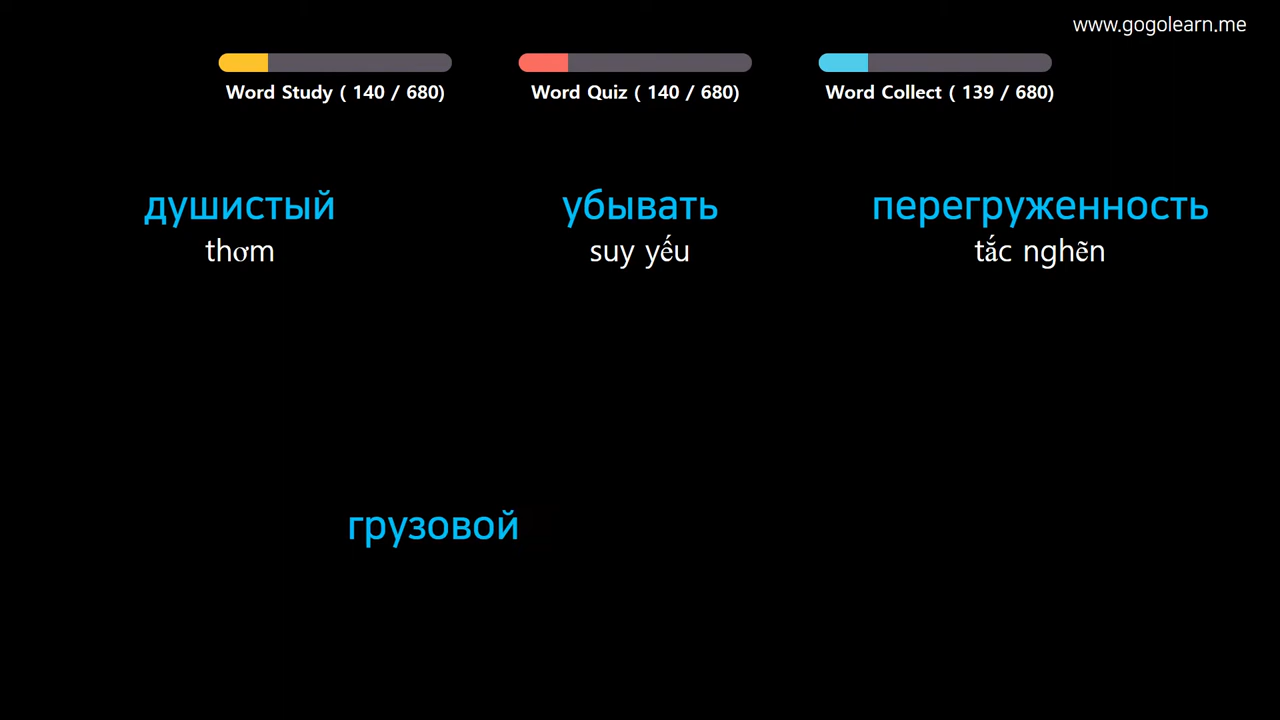 www.gogolearn.me
Word Study ( 140 / 680)
Word Quiz ( 140 / 680)
Word Collect ( 139 / 680)
душистый
thơm
убывать
suy yếu
перегруженность
tắc nghẽn
грузовой